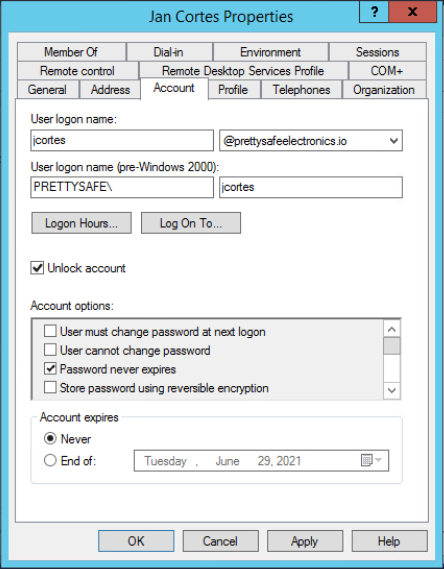 Jan Cortes Properties
? x
Member Of Dial-in Environment Sessions
Remote control Remote Desktop Services Profile COM+
General Address Account Profile Telephones Organization
User logon name:
jcortes @prettysafeelectronics.io
User logon name (pre-Windows 2000):
PRETTYSAFE\ jcortes
Logon Hours... Log On To...
Unlock account
Account options:
User must change password at next logon
User cannot change password
Password never expires
Store password using reversible encryption
Account expires
Never
End of: Tuesday , June 29, 2021
OK Cancel Apply Help